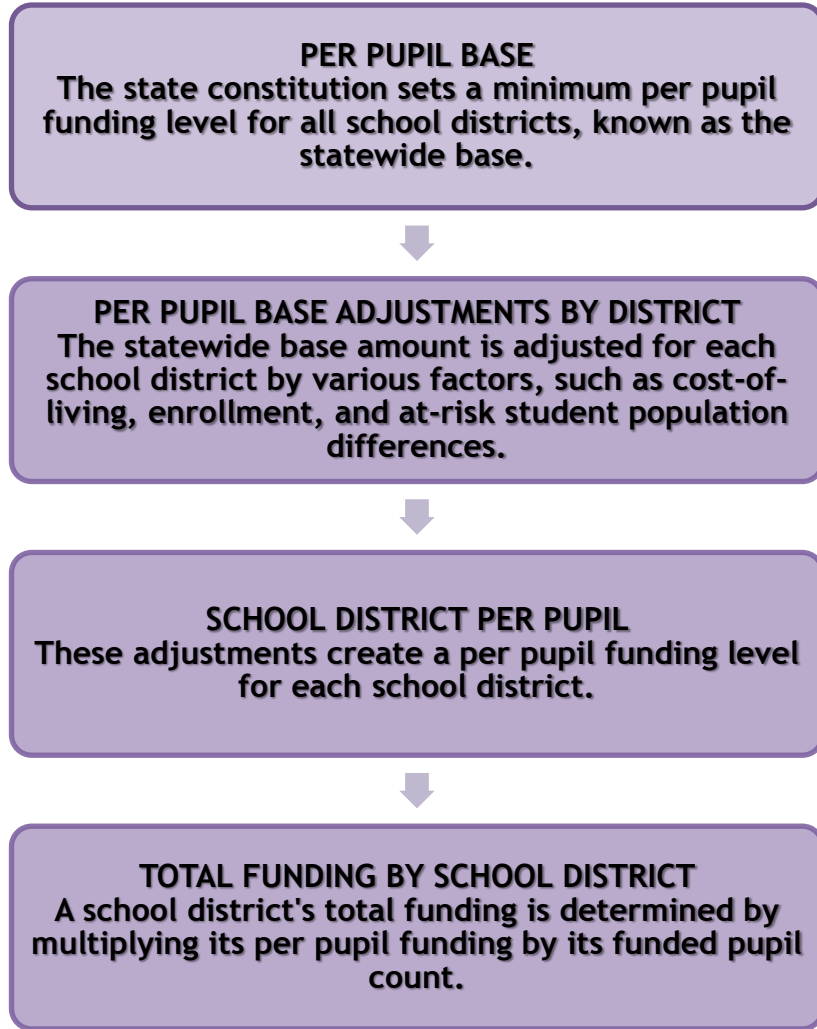 PER PUPIL BASE
The state constitution sets a minimum per pupil
funding level for all school districts, known as the
statewide base.
PER PUPIL BASE ADJUSTMENTS BY DISTRICT
The statewide base amount is adjusted for each
school district by various factors, such as cost-of-
living, enrollment, and at-risk student population
differences.
SCHOOL DISTRICT PER PUPIL
These adjustments create a per pupil funding level
for each school district.
TOTAL FUNDING BY SCHOOL DISTRICT
A school district's total funding is determined by
multiplying its per pupil funding by its funded pupil
count.